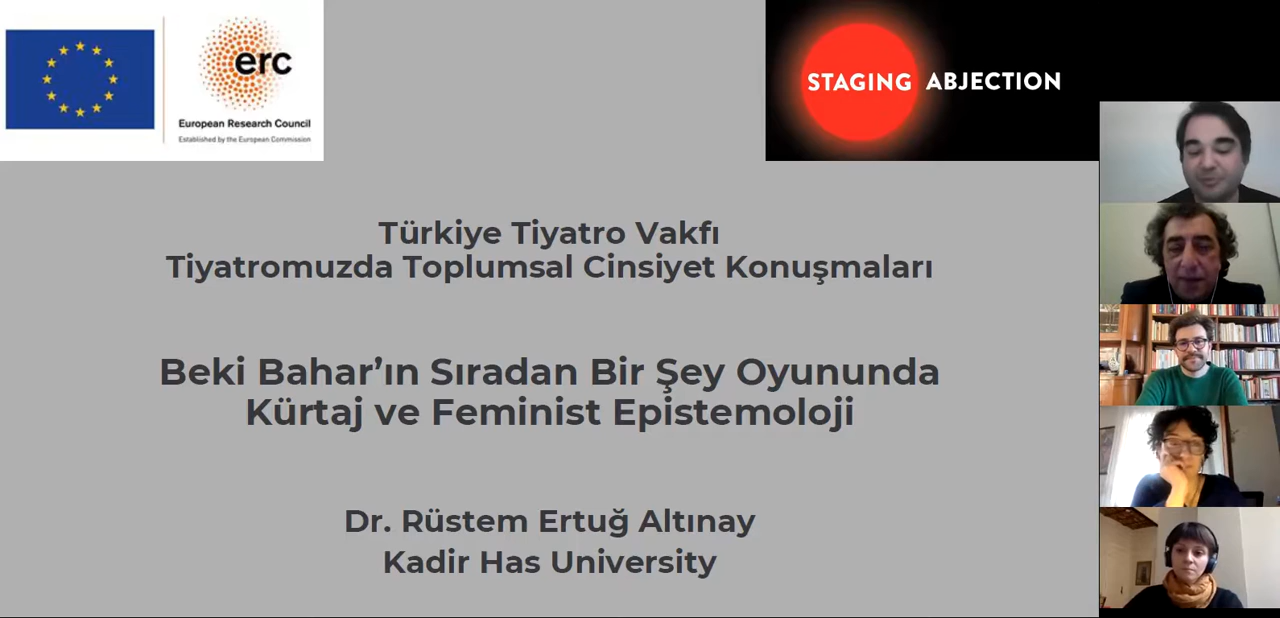 erc
European Research Council
Established by the European Commission
STAGING ABJECTION
Türkiye Tiyatro Vakfı
Tiyatromuzda Toplumsal Cinsiyet Konuşmaları
Beki Bahar’ın Sıradan Bir Şey Oyununda
Kürtaj ve Feminist Epistemoloji
Dr. Rüstem Ertuğ Altınay
Kadir Has University